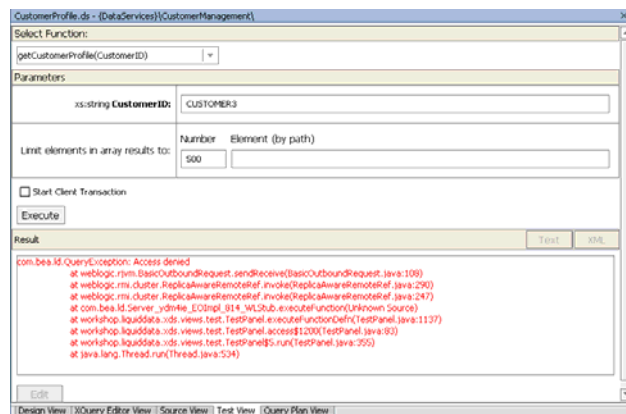 CustomerProfile.ds - {DataServices}\CustomerManagement\
Select Function:
getCustomerProfile(CustomerID)
Parameters
xs:string CustomerID: CUSTOMER3
Number Element (by path)
Limit elements in array results to: 500
Start Client Transaction
Execute
Result Text XML
com.bea.ld.QueryException: Access denied
at weblogic.rjvm.BasicOutboundRequest.sendReceive(BasicOutboundRequest.java:108)
at weblogic.rmi.cluster.ReplicaAwareRemoteRef.invoke(ReplicaAwareRemoteRef.java:290)
at weblogic.rmi.cluster.ReplicaAwareRemoteRef.invoke(ReplicaAwareRemoteRef.java:247)
at com.bea.ld.Server_ydm4ie_EOImpl_814_WLStub.executeFunction(Unknown Source)
at workshop.liquiddata.xds.views.test.TestPanel.executeFunctionDefn(TestPanel.java:1137)
at workshop.liquiddata.xds.views.test.TestPanel.access$1200(TestPanel.java:83)
at workshop.liquiddata.xds.views.test.TestPanel$5.run(TestPanel.java:355)
at java.lang.Thread.run(Thread.java:534)
Edit
Design View XQuery Editor View Source View Test View Query Plan View